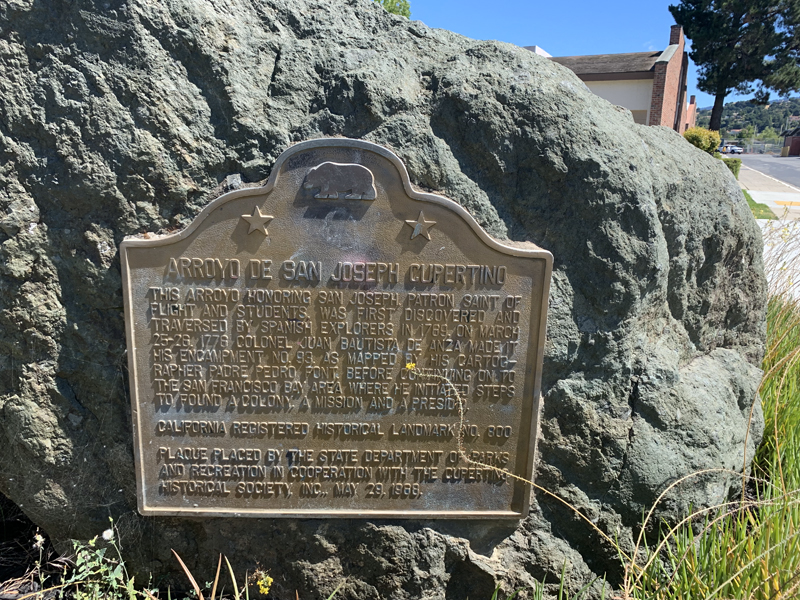 ARROYO DE SAN JOSEPH CUPERTINO
THIS ARROYO HONORING SAN JOSEPH, PATRON SAINT OF
FLIGHT AND STUDENTS, WAS FIRST DISCOVERED AND
TRAVERSED BY SPANISH EXPLORERS IN 1769. ON MARCH
25-26, 1776 COLONEL JUAN BAUTISTA DE ANZA MADE IT
HIS ENCAMPMENT NO. 93, AS MAPPED BY HIS CARTOG-
RAPHER PADRE PEDRO FONT, BEFORE CONTINUING ON TO
THE SAN FRANCISCO BAY AREA WHERE HE INITIATED STEPS
TO FOUND A COLONY, A MISSION AND A PRESIDIO.
CALIFORNIA REGISTERED HISTORICAL LANDMARK NO. 800
PLAQUE PLACED BY THE STATE DEPARTMENT OF PARKS
AND RECREATION IN COOPERATION WITH THE CUPERTINO
HISTORICAL SOCIETY, INC., MAY 29, 1968.